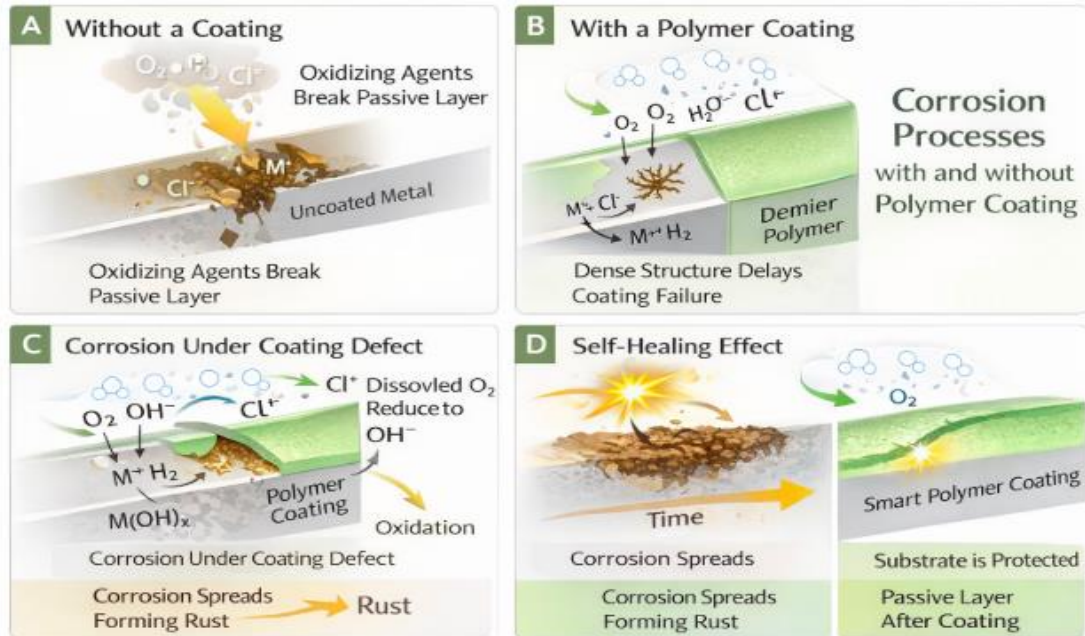 A Without a Coating
O₂ H Cl⁻
Oxidizing Agents
Break Passive Layer
M⁺
Cl⁻
Uncoated Metal
Oxidizing Agents Break
Passive Layer
B With a Polymer Coating
O₂ O₂ H₂O Cl
M Cl⁻
M⁺ H₂
Demier
Polymer
Dense Structure Delays
Coating Failure
Corrosion
Processes
with and without
Polymer Coating
C Corrosion Under Coating Defect
Cl⁺ Dissovled O₂
Reduce to
OH⁻
O₂ OH⁻ Cl
M H₂
M(OH)ₓ
Polymer
Coating
Oxidation
Corrosion Under Coating Defect
Corrosion Spreads
Forming Rust
Rust
D Self-Healing Effect
O₂
Time
Smart Polymer Coating
Corrosion Spreads
Substrate is Protected
Corrosion Spreads
Forming Rust
Passive Layer
After Coating